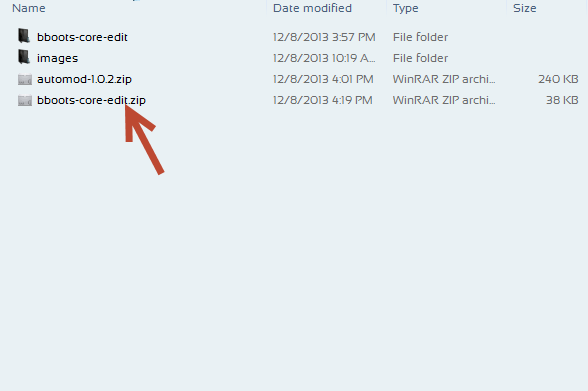 Name Date modified Type Size
bboots-core-edit 12/8/2013 3:57 PM File folder
images 12/8/2013 10:19 A... File folder
automod-1.0.2.zip 12/8/2013 4:01 PM WinRAR ZIP archi... 240 KB
bboots-core-edit.zip 12/8/2013 4:19 PM WinRAR ZIP archi... 38 KB